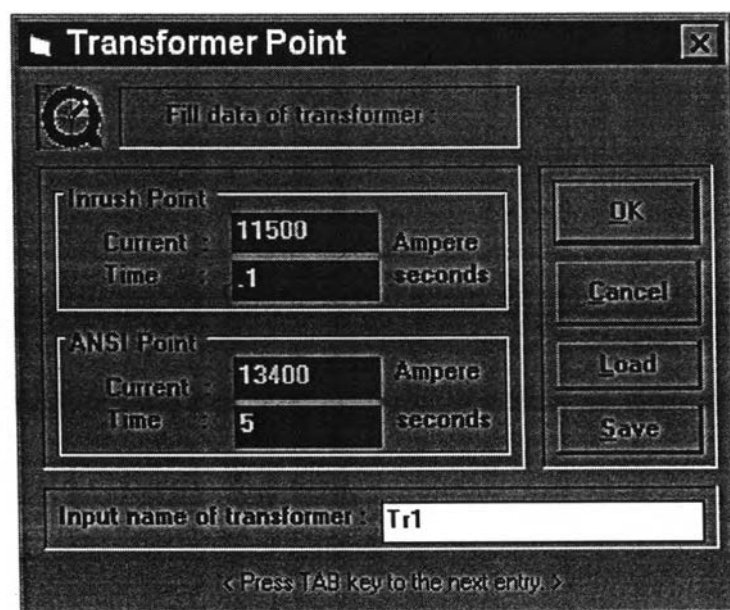 Transformer Point
Fill data of transformer :
Inrush Point
Current : 11500 Ampere
Time : .1 seconds
ANSI Point
Current : 13400 Ampere
Time : 5 seconds
OK
Cancel
Load
Save
Input name of transformer : Tr1
< Press TAB key to the next entry. >